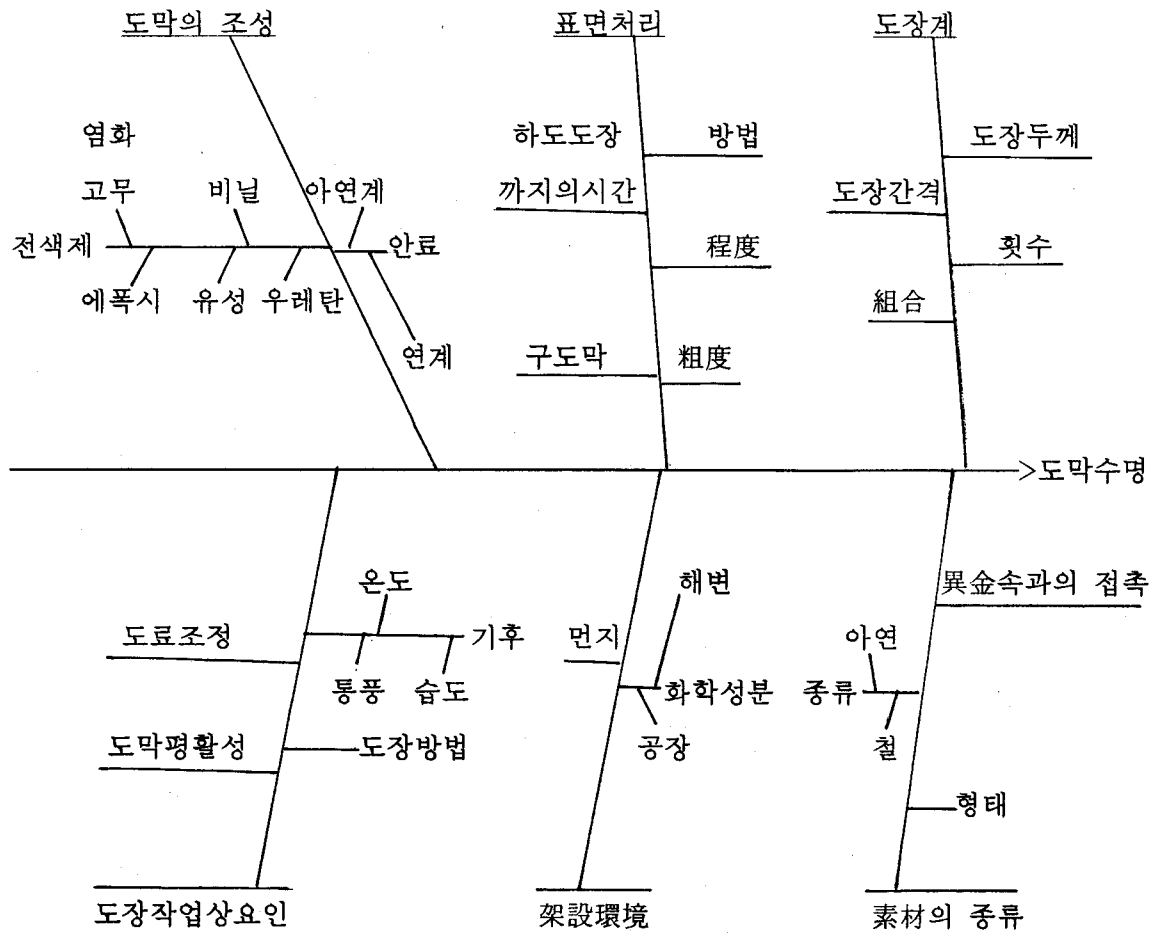 도막의 조성
표면처리
도장계
염화
고무
비닐
아연계
전색제
안료
에폭시
유성
우레탄
연계
하도도장
까지의시간
방법
程度
구도막
粗度
도장두께
도장간격
횟수
組合
>도막수명
온도
도료조정
기후
통풍
습도
도막평활성
도장방법
도장작업상요인
해변
먼지
화학성분
공장
架設環境
異金속과의 접촉
아연
종류
철
형태
素材의 종류